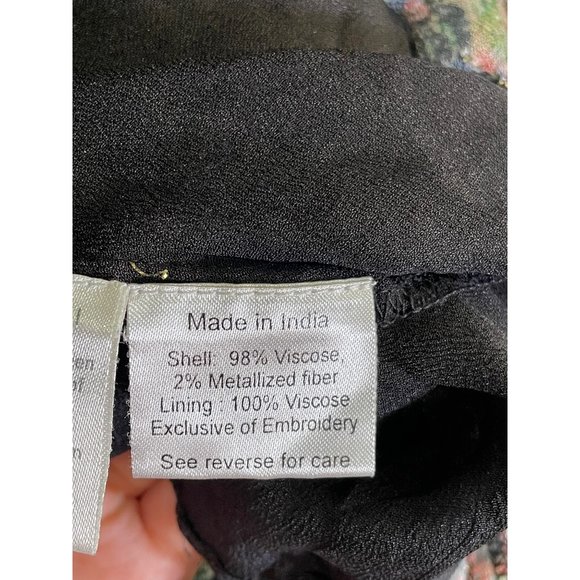 Made in India
Shell: 98% Viscose,
2% Metallized fiber
Lining : 100% Viscose
Exclusive of Embroidery
See reverse for care